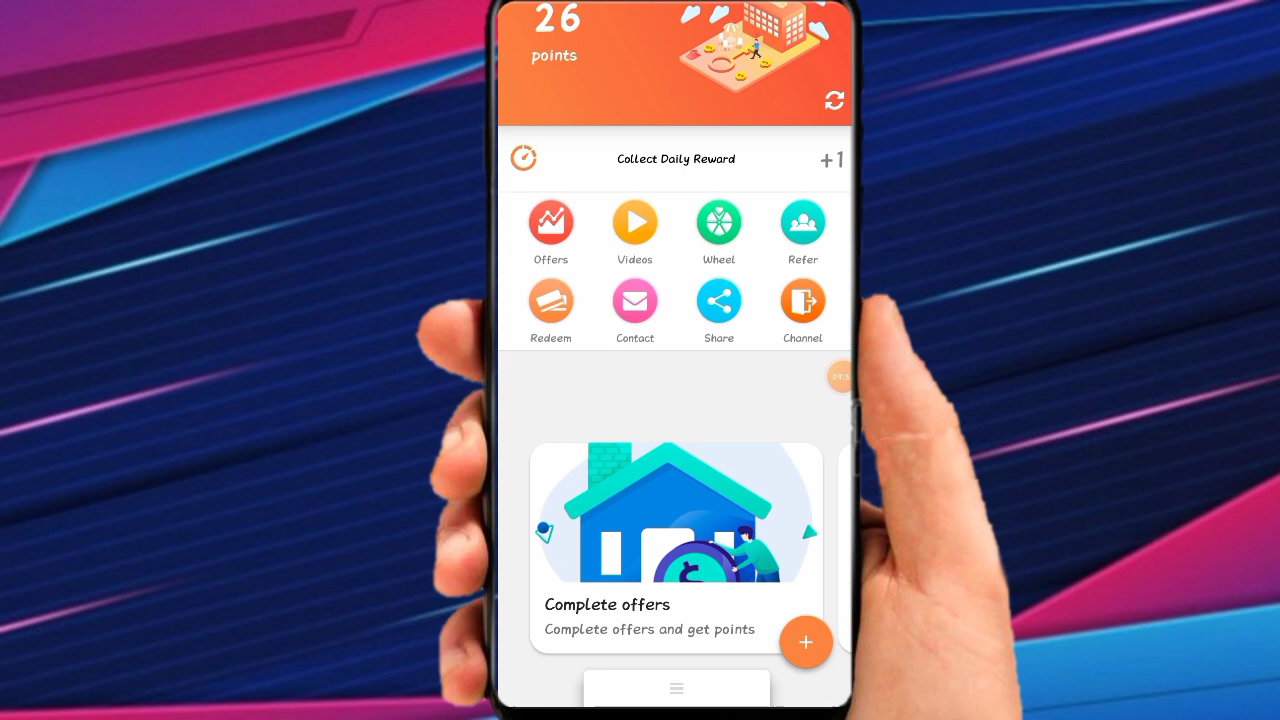 26
points
Collect Daily Reward
+1
Offers
Videos
Wheel
Refer
Redeem
Contact
Share
Channel
Complete offers
Complete offers and get points
+